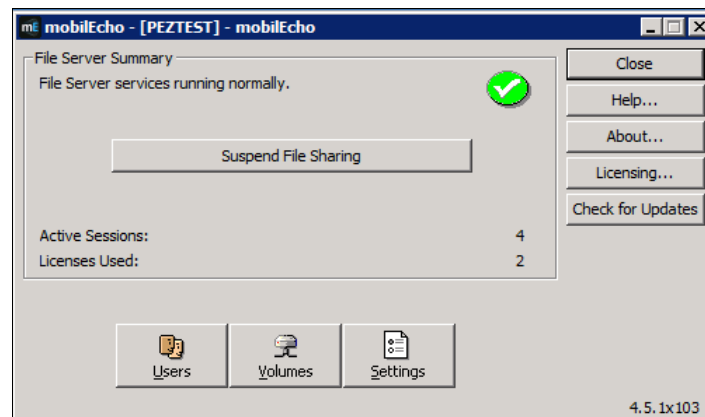 mE mobilEcho - [PEZTEST] - mobilEcho
File Server Summary
File Server services running normally.
Suspend File Sharing
Active Sessions: 4
Licenses Used: 2
Close
Help...
About...
Licensing...
Check for Updates
Users
Volumes
Settings
4.5.1x103